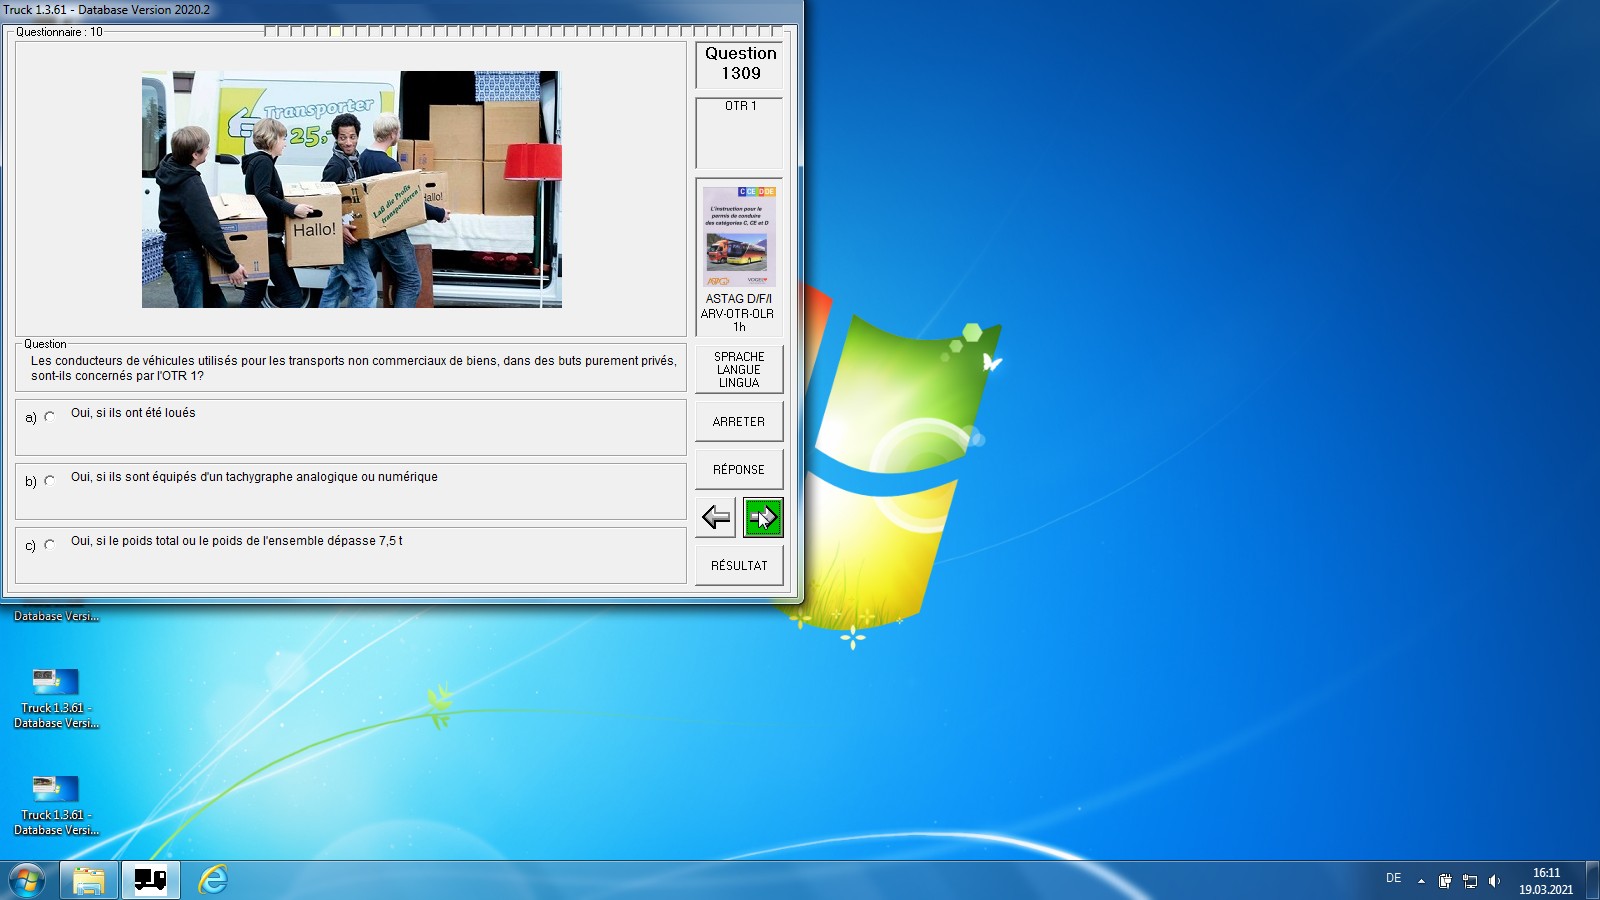 Truck 1.3.61 - Database Version 2020.2
Questionnaire : 10
Transporter
25,-
Hallo!
Laß die Profis
transportieren!
Hallo!
Question
1309
OTR 1
C CE D DE
L'instruction pour le
permis de conduire
des catégories C, CE et D
ASTAG D/F/I
ARV-OTR-OLR
1h
Question
Les conducteurs de véhicules utilisés pour les transports non commerciaux de biens, dans des buts purement privés,
sont-ils concernés par l'OTR 1?
a) Oui, si ils ont été loués
b) Oui, si ils sont équipés d'un tachygraphe analogique ou numérique
c) Oui, si le poids total ou le poids de l'ensemble dépasse 7,5 t
SPRACHE
LANGUE
LINGUA
ARRETER
RÉPONSE
RÉSULTAT
Database Versi...
Truck 1.3.61 -
Database Versi...
Truck 1.3.61 -
Database Versi...
DE
16:11
19.03.2021